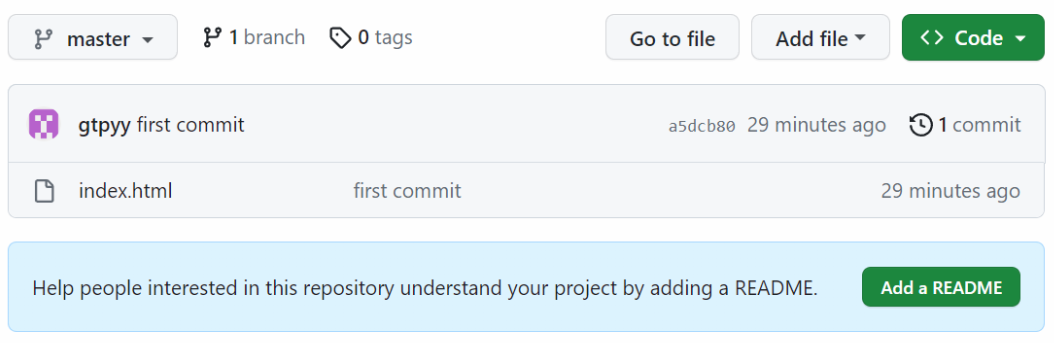 master 1 branch 0 tags Go to file Add file Code
gtpyy first commit a5dcb80 29 minutes ago 1 commit
index.html first commit 29 minutes ago
Help people interested in this repository understand your project by adding a README. Add a README